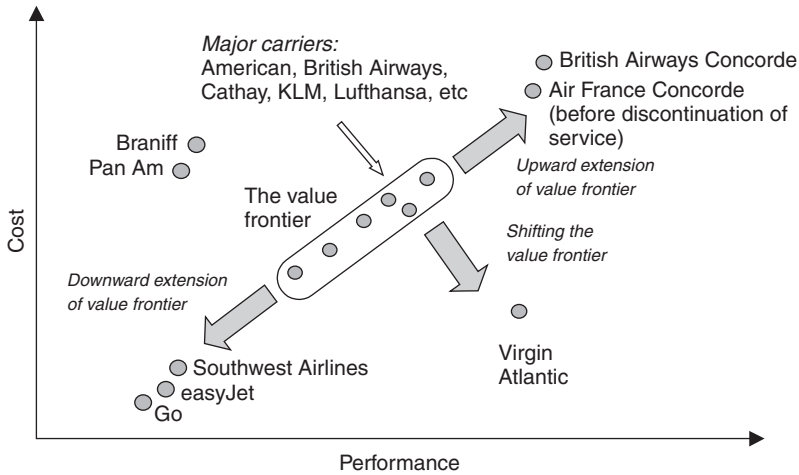 Major carriers:
American, British Airways,
Cathay, KLM, Lufthansa, etc
British Airways Concorde
Air France Concorde
(before discontinuation of
service)
Braniff
Pan Am
Upward extension
of value frontier
The value
frontier
Shifting the
value frontier
Cost
Downward extension
of value frontier
Virgin
Atlantic
Southwest Airlines
easyJet
Go
Performance